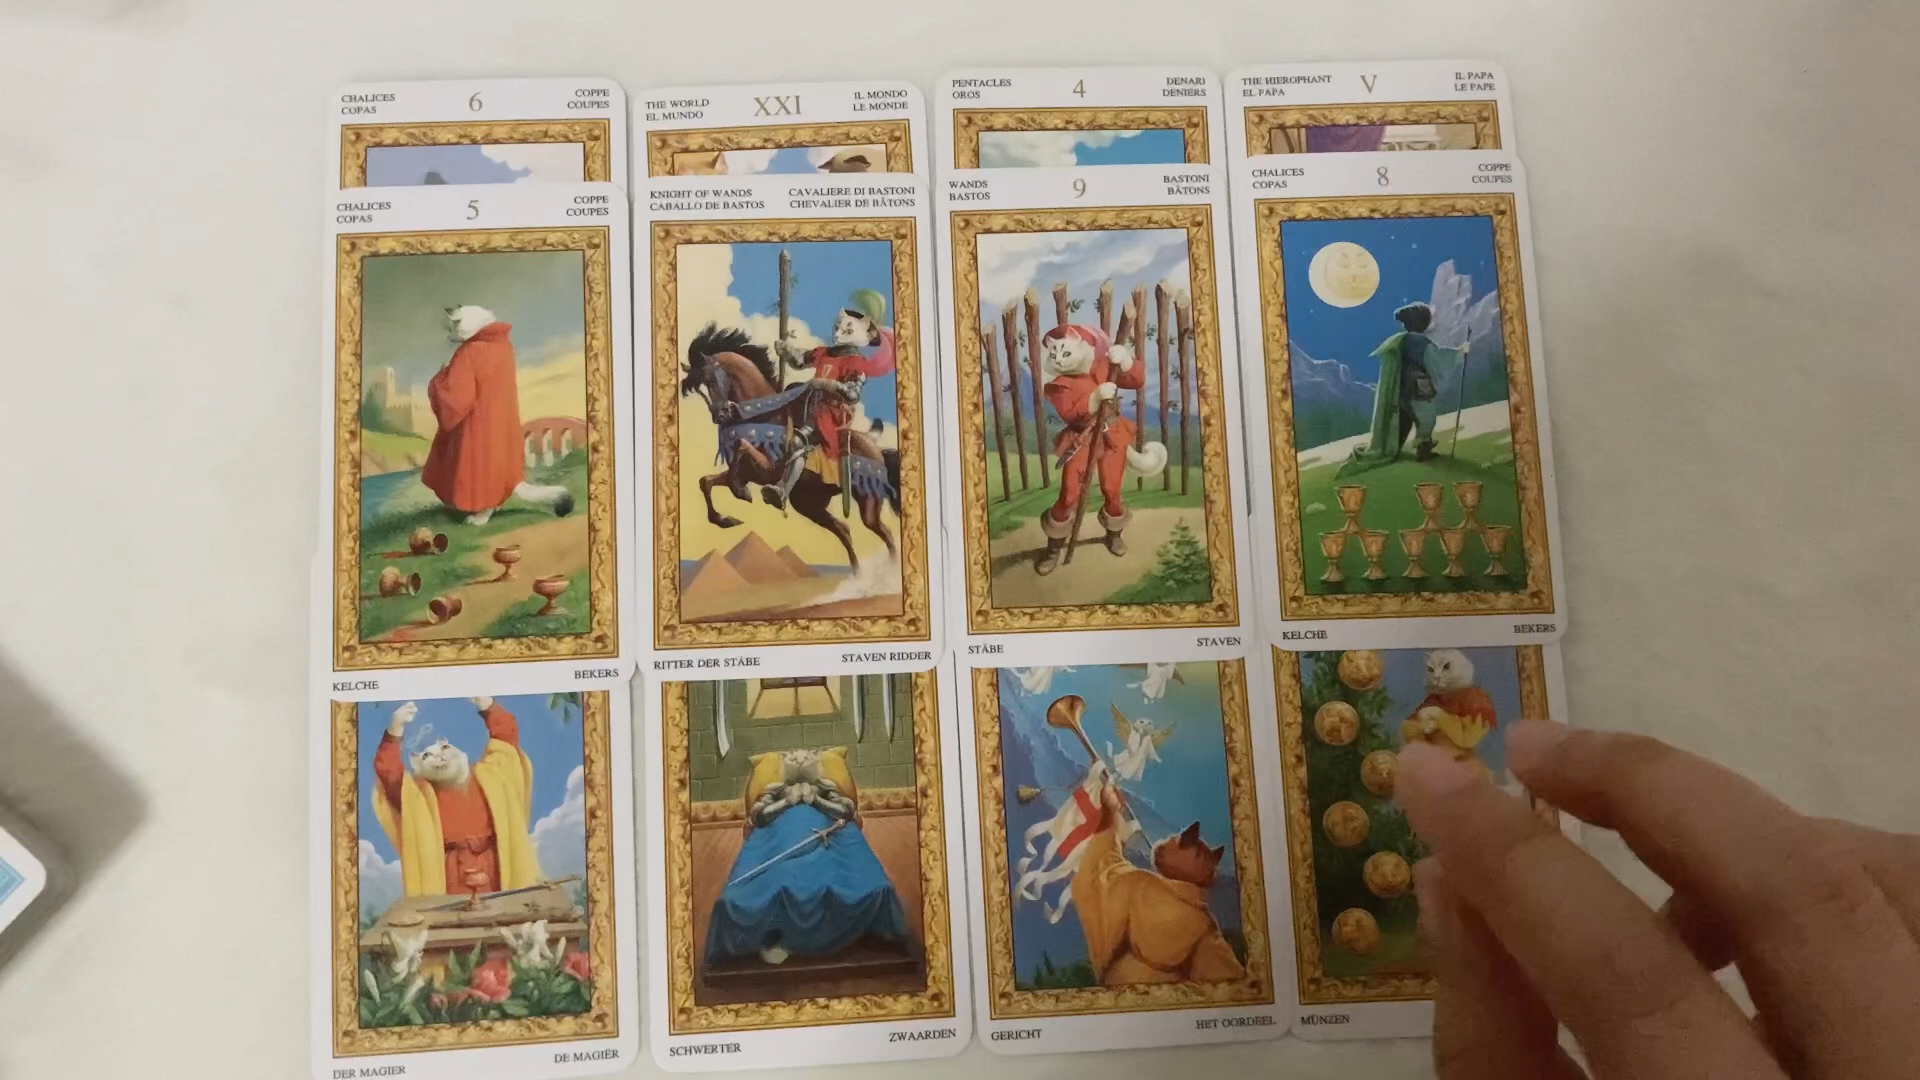 CHALICES 6 COPPE
COPAS COUPES
THE WORLD XXI IL MONDO
EL MUNDO LE MONDE
PENTACLES 4 DENARI
OROS DENIERS
THE HIEROPHANT V IL PAPA
EL PAPA LE PAPE
CHALICES 5 COPPE
COPAS COUPES
KNIGHT OF WANDS CAVALIERE DI BASTONI
CABALLO DE BASTOS CHEVALIER DE BÂTONS
WANDS 9 BASTONI
BASTOS BÂTONS
CHALICES 8 COPPE
COPAS COUPES
KELCHE BEKERS
RITTER DER STÄBE STAVEN RIDDER
STÄBE STAVEN
KELCHE BEKERS
DER MAGIER DE MAGIËR
SCHWERTER ZWAARDEN
GERICHT HET OORDEEL
MÜNZEN